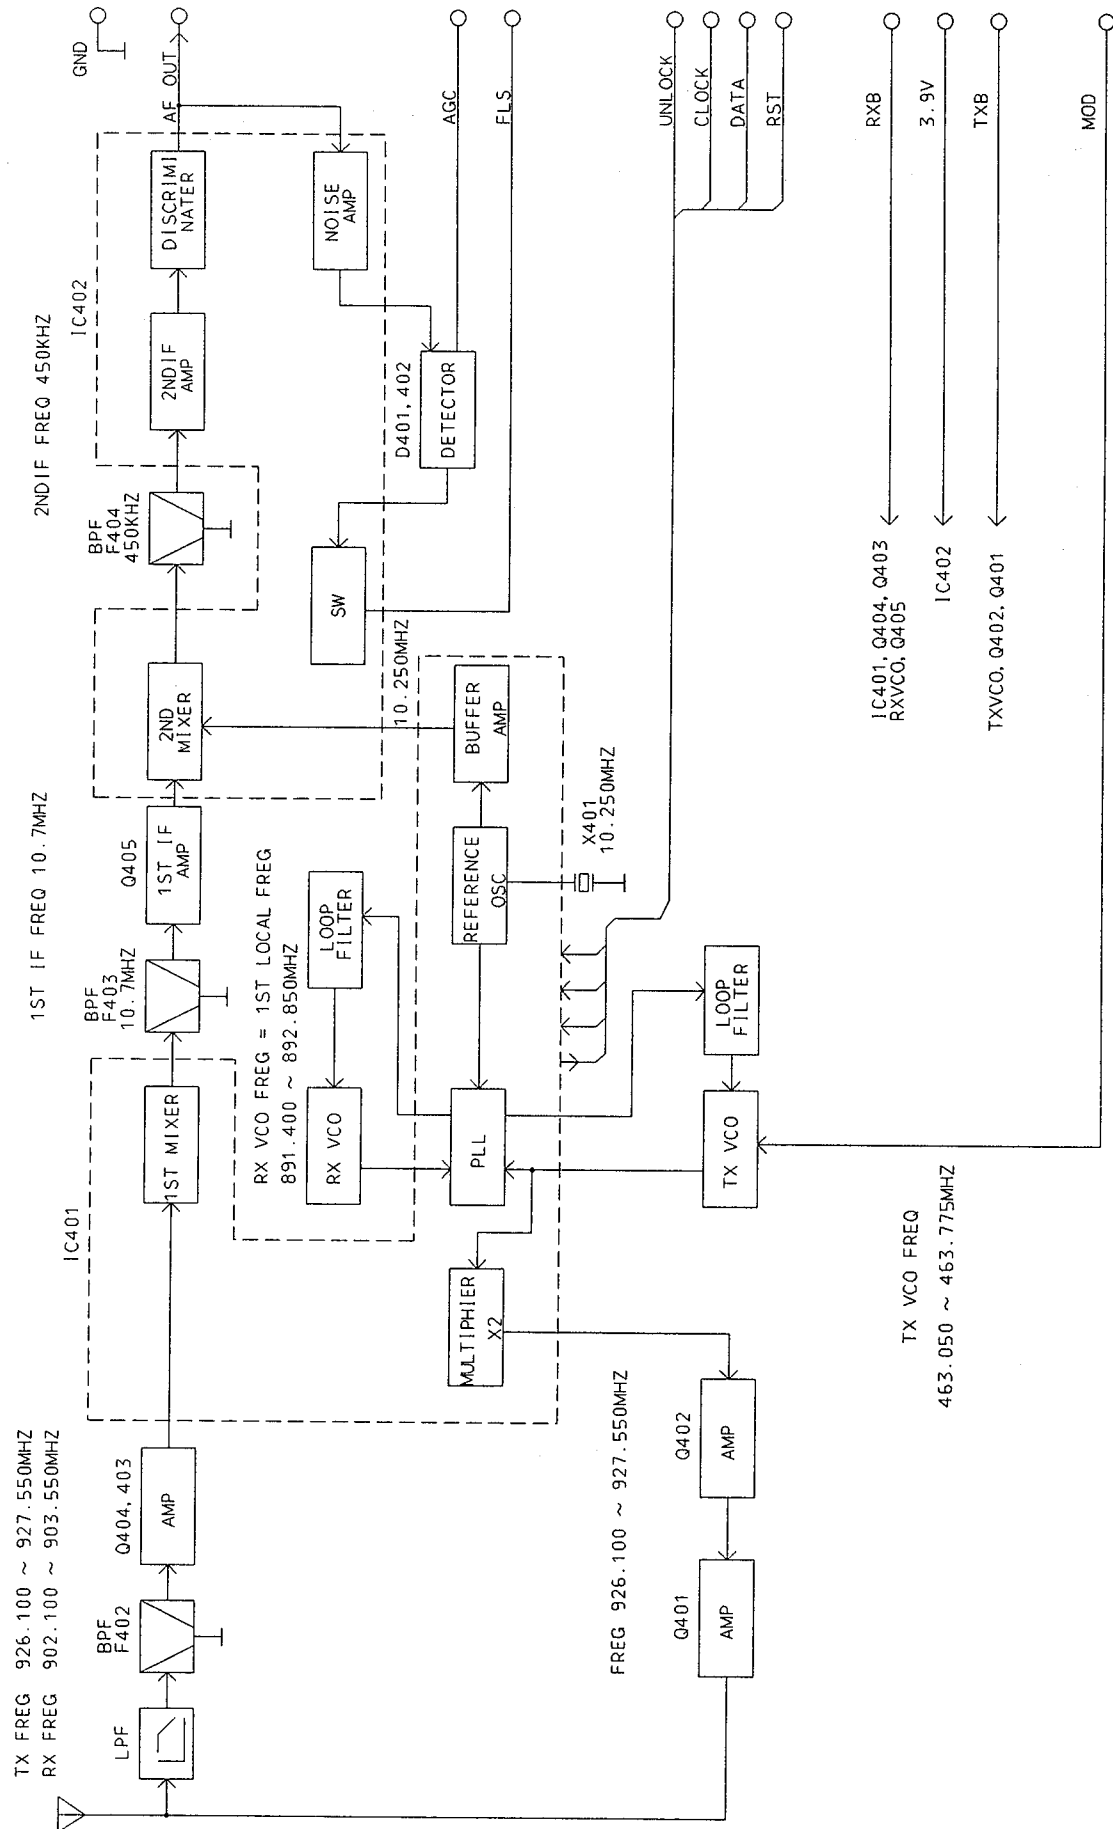 TX FREG 926.100 ~ 927.550MHZ
RX FREG 902.100 ~ 903.550MHZ
LPF
BPF
F402
Q404,403
AMP
IC401
1ST MIXER
1ST IF FREQ 10.7MHZ
BPF
F403
10.7MHZ
Q405
1ST IF
AMP
2ND
MIXER
2NDIF FREQ 450KHZ
BPF
F404
450KHZ
IC402
2NDIF
AMP
DISCRIMI
NATER
AF OUT
GND
NOISE
AMP
D401,402
DETECTOR
SW
AGC
FLS
10.250MHZ
RX VCO FREG = 1ST LOCAL FREG
891.400 ~ 892.850MHZ
RX VCO
LOOP
FILTER
PLL
REFERENCE
OSC
BUFFER
AMP
X401
10.250MHZ
MULTIPHIER
X2
UNLOCK
CLOCK
DATA
RST
FREG 926.100 ~ 927.550MHZ
Q401
AMP
Q402
AMP
TX VCO
LOOP
FILTER
TX VCO FREQ
463.050 ~ 463.775MHZ
IC401,Q404,Q403
RXVCO,Q405
RXB
IC402
3.9V
TXVCO,Q402,Q401
TXB
MOD